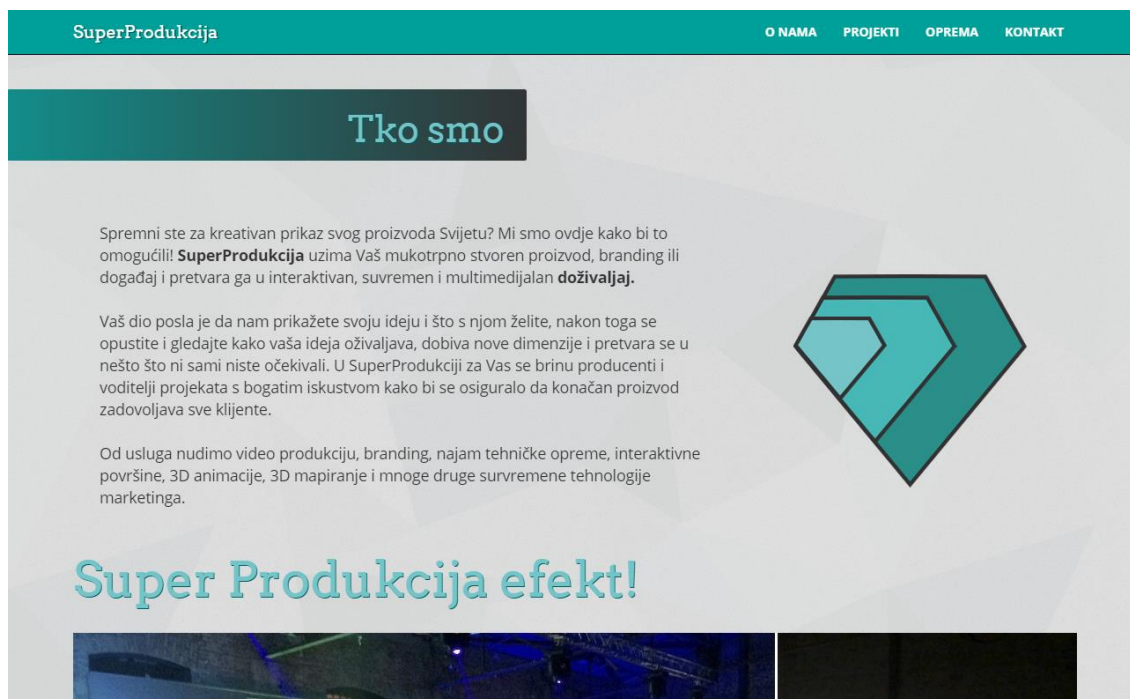 SuperProdukcija
O NAMA PROJEKTI OPREMA KONTAKT
Tko smo
Spremni ste za kreativan prikaz svog proizvoda Svijetu? Mi smo ovdje kako bi to
omogućili! SuperProdukcija uzima Vaš mukotrpno stvoren proizvod, branding ili
događaj i pretvara ga u interaktivan, suvremen i multimedijalan doživaljaj.
Vaš dio posla je da nam prikažete svoju ideju i što s njom želite, nakon toga se
opustite i gledajte kako vaša ideja oživaljava, dobiva nove dimenzije i pretvara se u
nešto što ni sami niste očekivali. U SuperProdukciji za Vas se brinu producenti i
voditelji projekata s bogatim iskustvom kako bi se osiguralo da konačan proizvod
zadovoljava sve klijente.
Od usluga nudimo video produkciju, branding, najam tehničke opreme, interaktivne
površine, 3D animacije, 3D mapiranje i mnoge druge survremene tehnologije
marketinga.
Super Produkcija efekt!